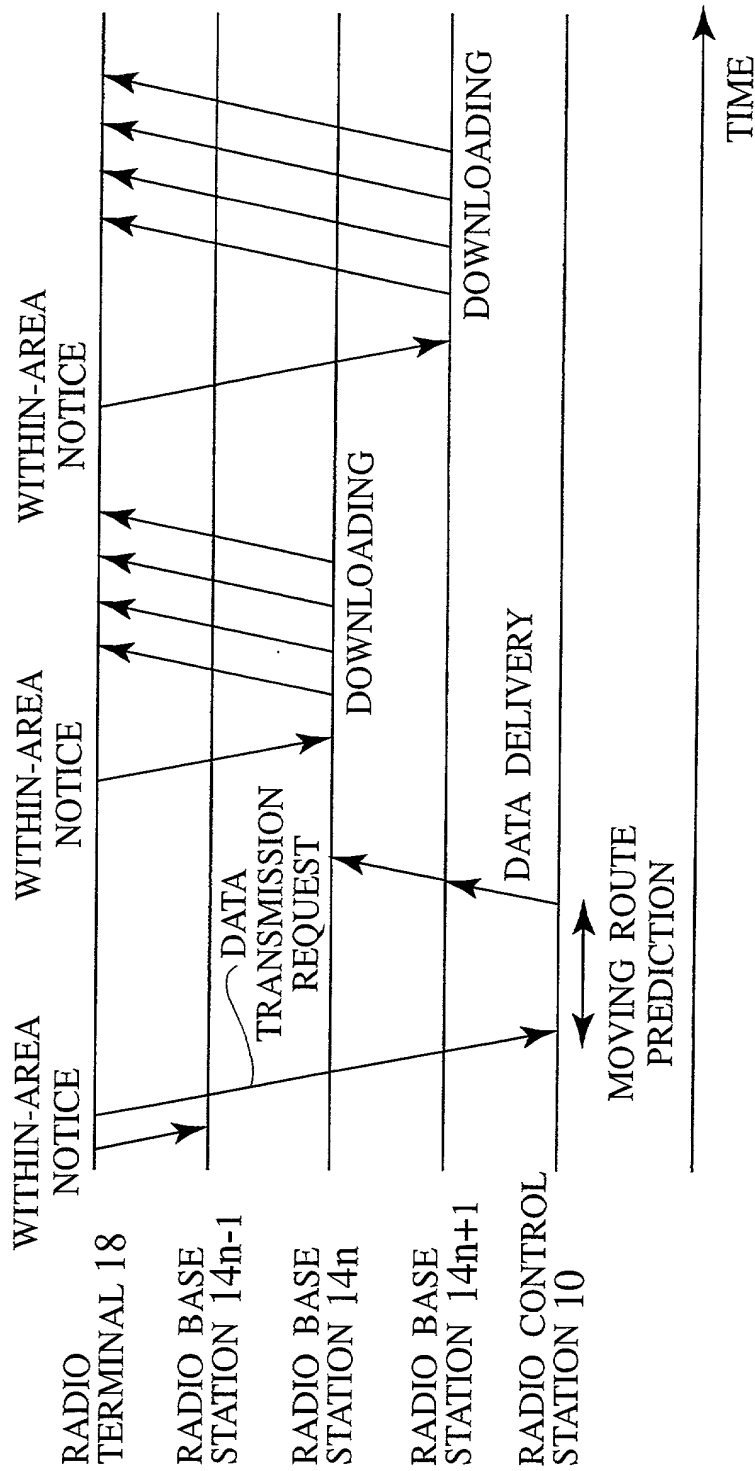 RADIO
TERMINAL 18
RADIO BASE
STATION 14n-1
RADIO BASE
STATION 14n
RADIO BASE
STATION 14n+1
RADIO CONTROL
STATION 10
WITHIN-AREA
NOTICE
DATA
TRANSMISSION
REQUEST
MOVING ROUTE
PREDICTION
DATA DELIVERY
WITHIN-AREA
NOTICE
DOWNLOADING
WITHIN-AREA
NOTICE
DOWNLOADING
TIME